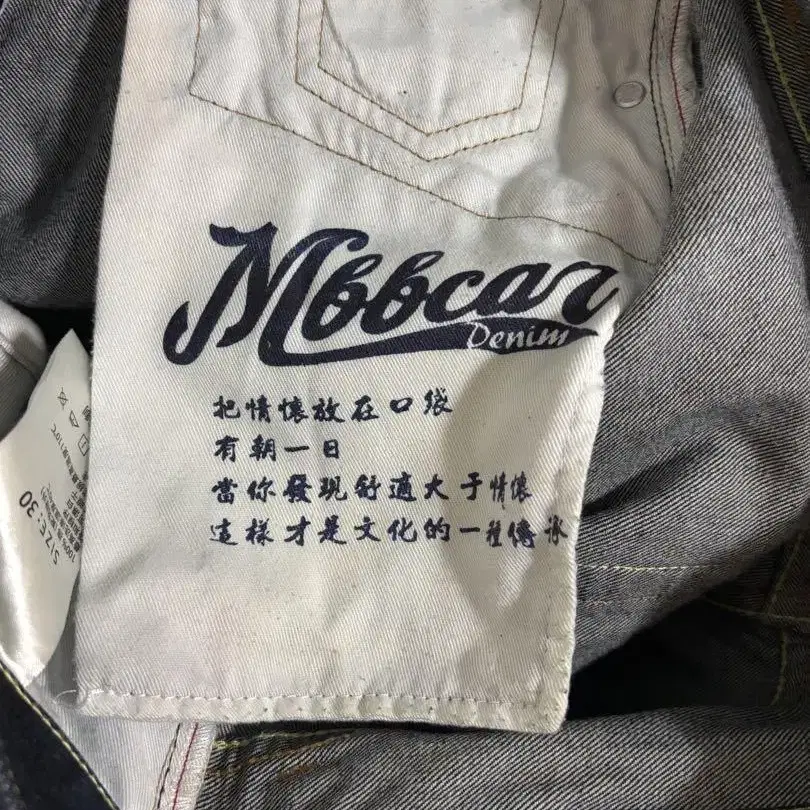 Mbbcar
Denim
把情懷放在口袋
有朝一日
當你發現舒適大于情懷
這樣才是文化的一種傳承
SIZE: 30